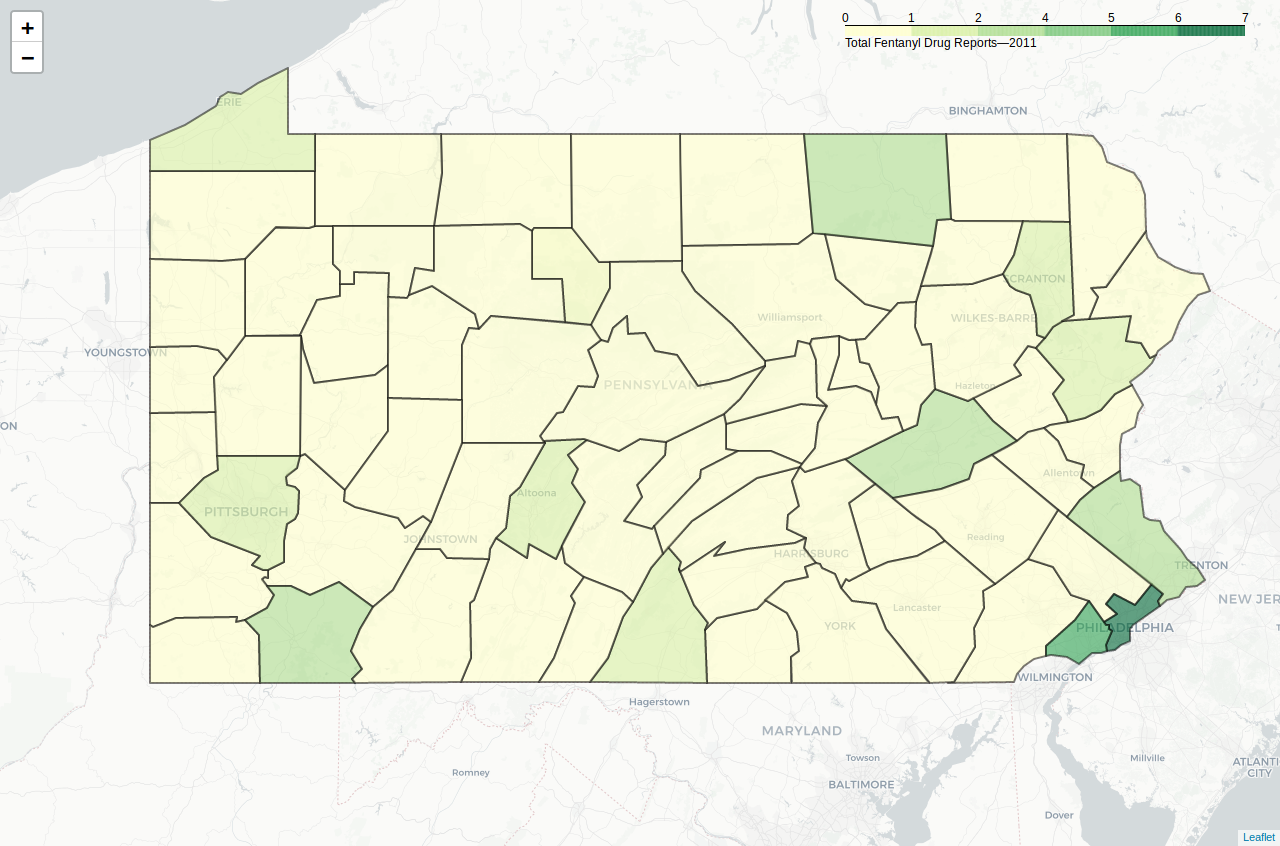 +
−
0 1 2 4 5 6 7
Total Fentanyl Drug Reports—2011
ERIE
BINGHAMTON
SCRANTON
Williamsport
WILKES-BARRE
YOUNGSTOWN
PENNSYLVANIA
Hazleton
ON
Allentown
Altoona
PITTSBURGH
JOHNSTOWN
Reading
HARRISBURG
TRENTON
NEW JER
Lancaster
YORK
PHILADELPHIA
WILMINGTON
Hagerstown
MARYLAND
Towson
Millville
ATLANTI
CITY
Romney
BALTIMORE
Dover
Leaflet